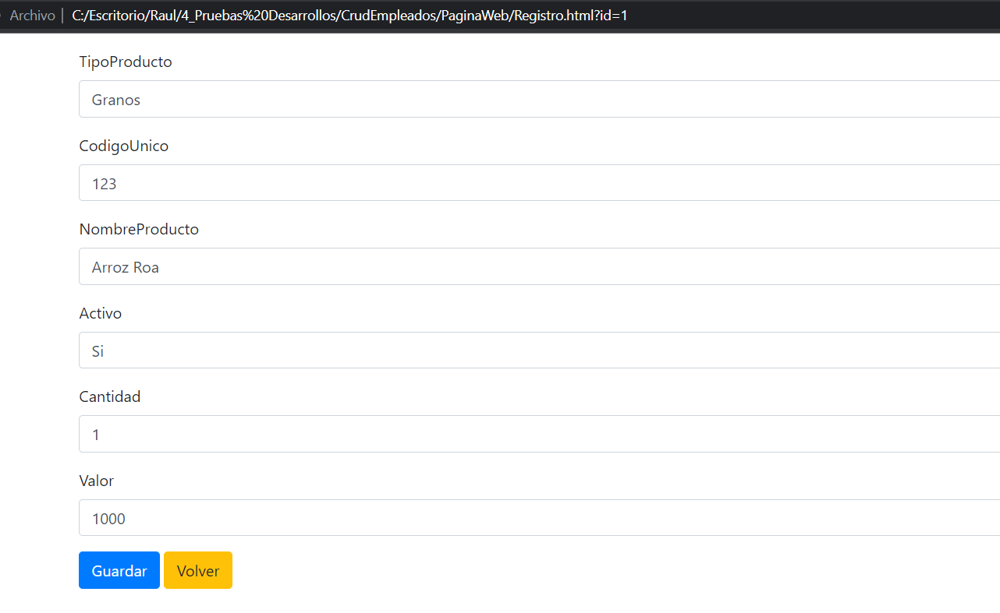 Archivo | C:/Escritorio/Raul/4_Pruebas%20Desarrollos/CrudEmpleados/PaginaWeb/Registro.html?id=1
TipoProducto
Granos
CodigoUnico
123
NombreProducto
Arroz Roa
Activo
Si
Cantidad
1
Valor
1000
Guardar Volver